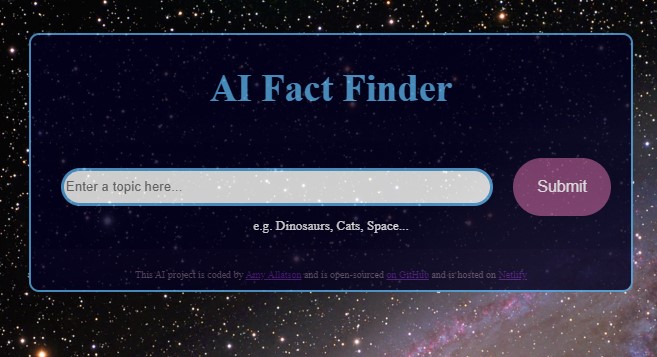 AI Fact Finder
Enter a topic here...
Submit
e.g. Dinosaurs, Cats, Space...
This AI project is coded by Amy Allatson and is open-sourced on GitHub and is hosted on Netlify